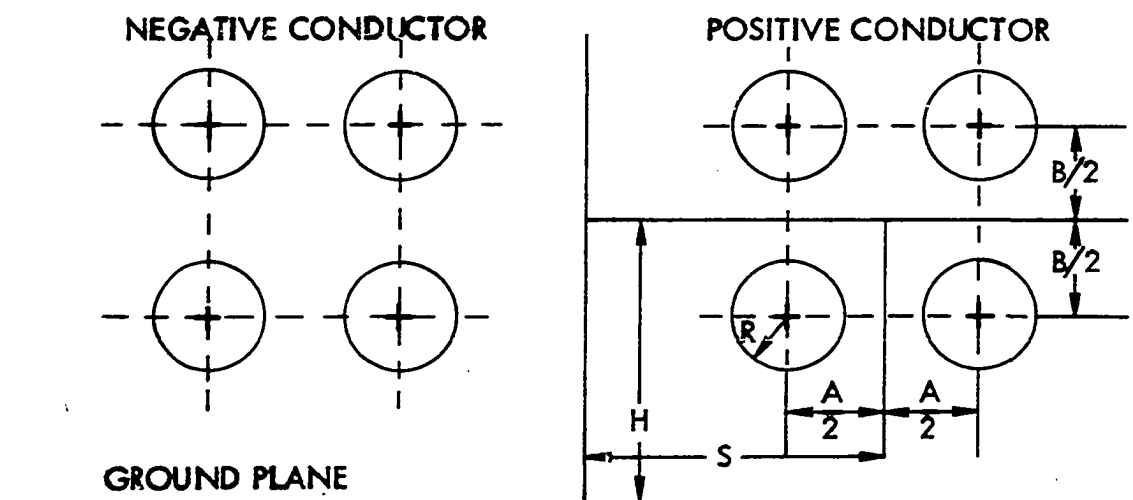 NEGATIVE CONDUCTOR
POSITIVE CONDUCTOR
B/2
B/2
R
A
2
A
2
H
S
GROUND PLANE